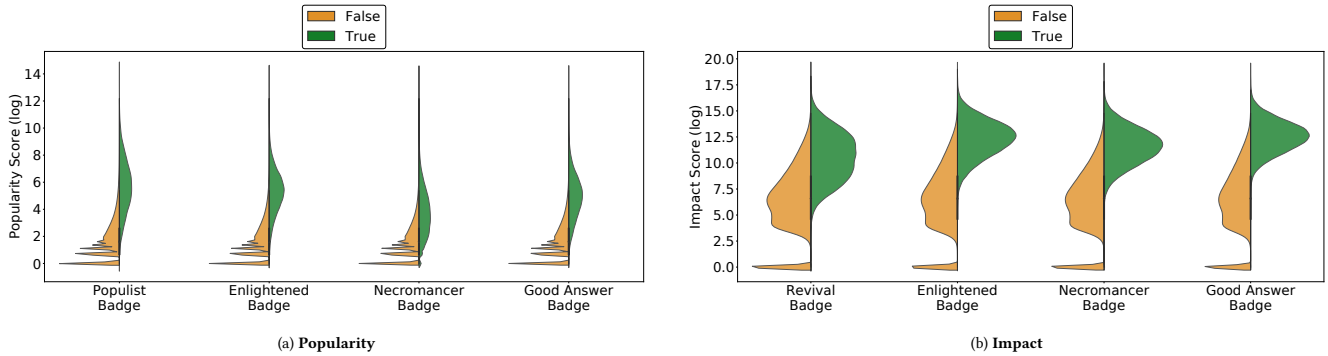 False
True
Popularity Score (log)
14
12
10
8
6
4
2
0
Populist
Badge
Enlightened
Badge
Necromancer
Badge
Good Answer
Badge
(a) Popularity
False
True
Impact Score (log)
20.0
17.5
15.0
12.5
10.0
7.5
5.0
2.5
0.0
Revival
Badge
Enlightened
Badge
Necromancer
Badge
Good Answer
Badge
(b) Impact